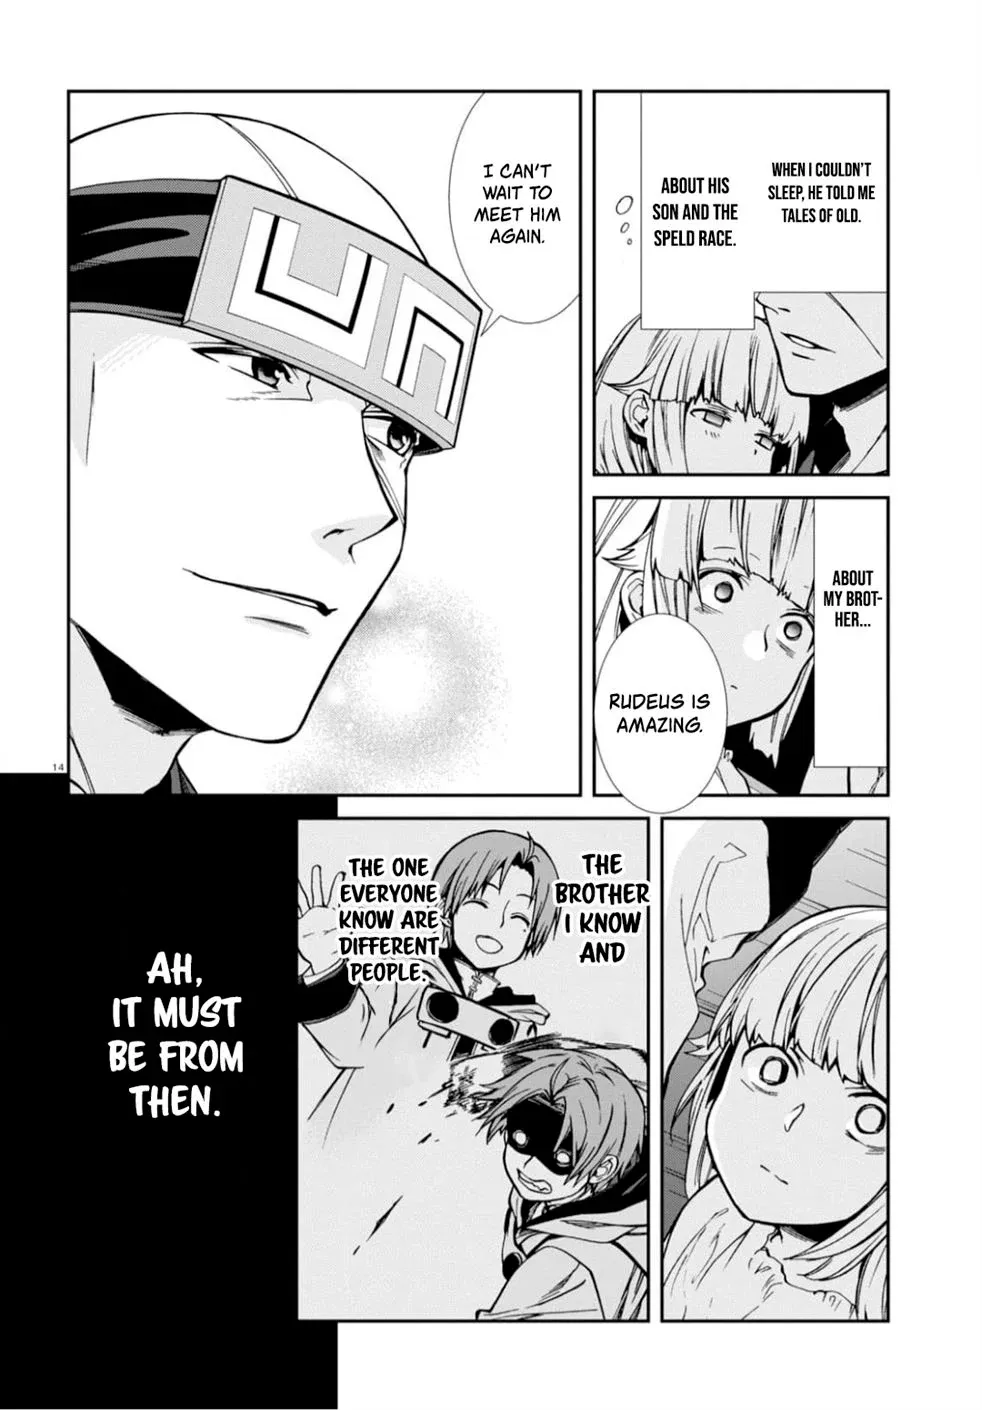 WHEN I COULDN'T
SLEEP, HE TOLD ME
TALES OF OLD.
ABOUT HIS
SON AND THE
SPELD RACE.
I CAN'T
WAIT TO
MEET HIM
AGAIN.
ABOUT
MY BROT-
HER...
RUDEUS IS
AMAZING.
14
THE
BROTHER
I KNOW
AND
THE ONE
EVERYONE
KNOW ARE
DIFFERENT
PEOPLE.
AH,
IT MUST
BE FROM
THEN.